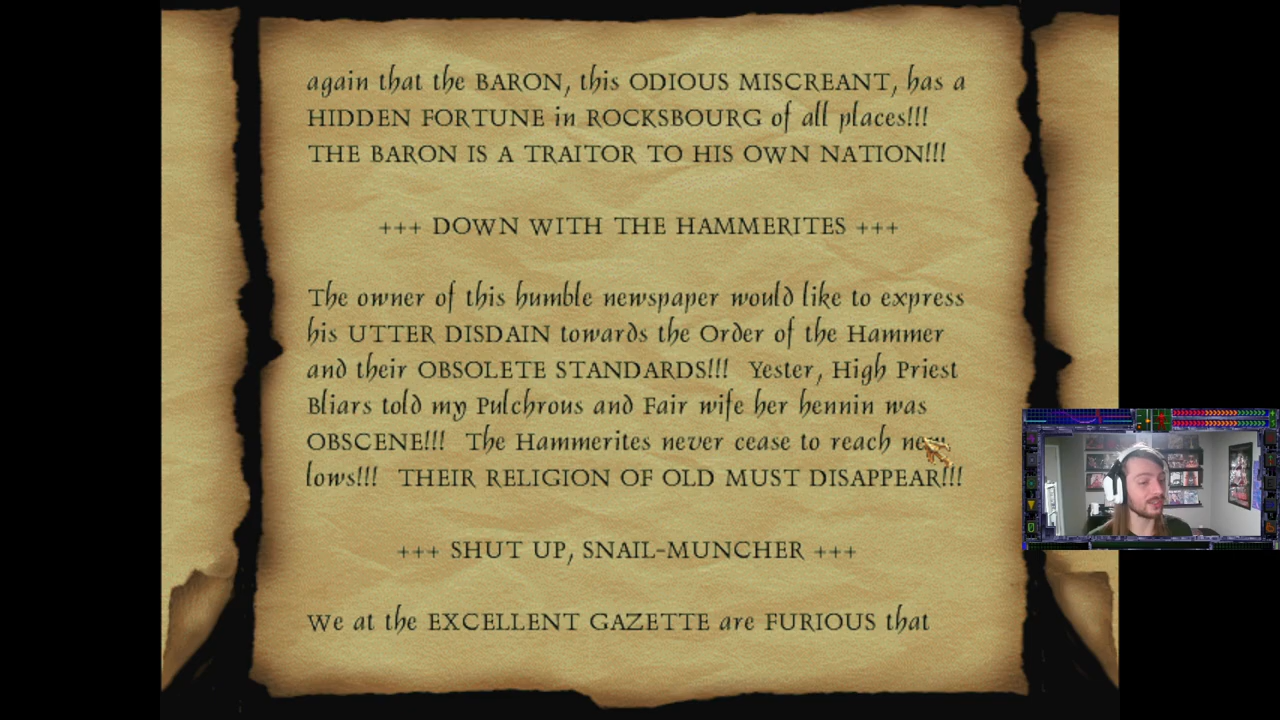 again that the BARON, this ODIOUS MISCREANT, has a
HIDDEN FORTUNE in ROCKSBOURG of all places!!!
THE BARON IS A TRAITOR TO HIS OWN NATION!!!
+++ DOWN WITH THE HAMMERITES +++
The owner of this humble newspaper would like to express
his UTTER DISDAIN towards the Order of the Hammer
and their OBSOLETE STANDARDS!!! Yester, High Priest
Bliars told my Pulchrous and Fair wife her hennin was
OBSCENE!!! The Hammerites never cease to reach new
lows!!! THEIR RELIGION OF OLD MUST DISAPPEAR!!!
+++ SHUT UP, SNAIL-MUNCHER +++
We at the EXCELLENT GAZETTE are FURIOUS that